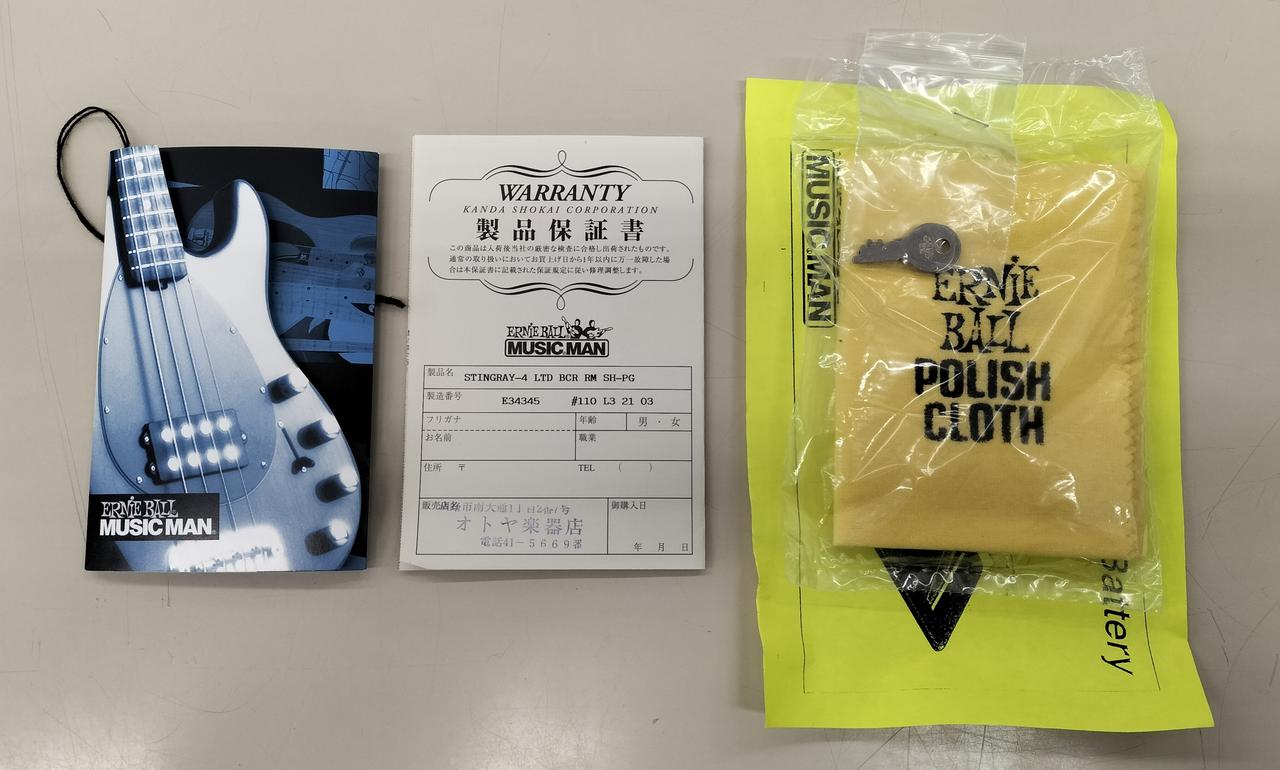 ERNiE BALL
MUSIC MAN
WARRANTY
KANDA SHOKAI CORPORATION
製品保証書
この商品は入荷後当社の厳密な検査に合格し出荷されたものです。
通常の取り扱いにおいてお買上げ日から1年以内に万一故障した場
合は本保証書に記載された保証規定に従い修理調整します。
ERNiE BALL
MUSIC MAN
製品名 STINGRAY-4 LTD BCR RM SH-PG
製造番号 E34345 #110 L3 21 03
フリガナ 年齢 男・女
お名前 職業
住所 〒 TEL ( )
販売店名 御購入日
市南大通1丁目
オトヤ楽器店
電話41-5669番
年 月 日
MUSIC MAN
ERNiE
BALL
POLISH
CLOTH
Battery